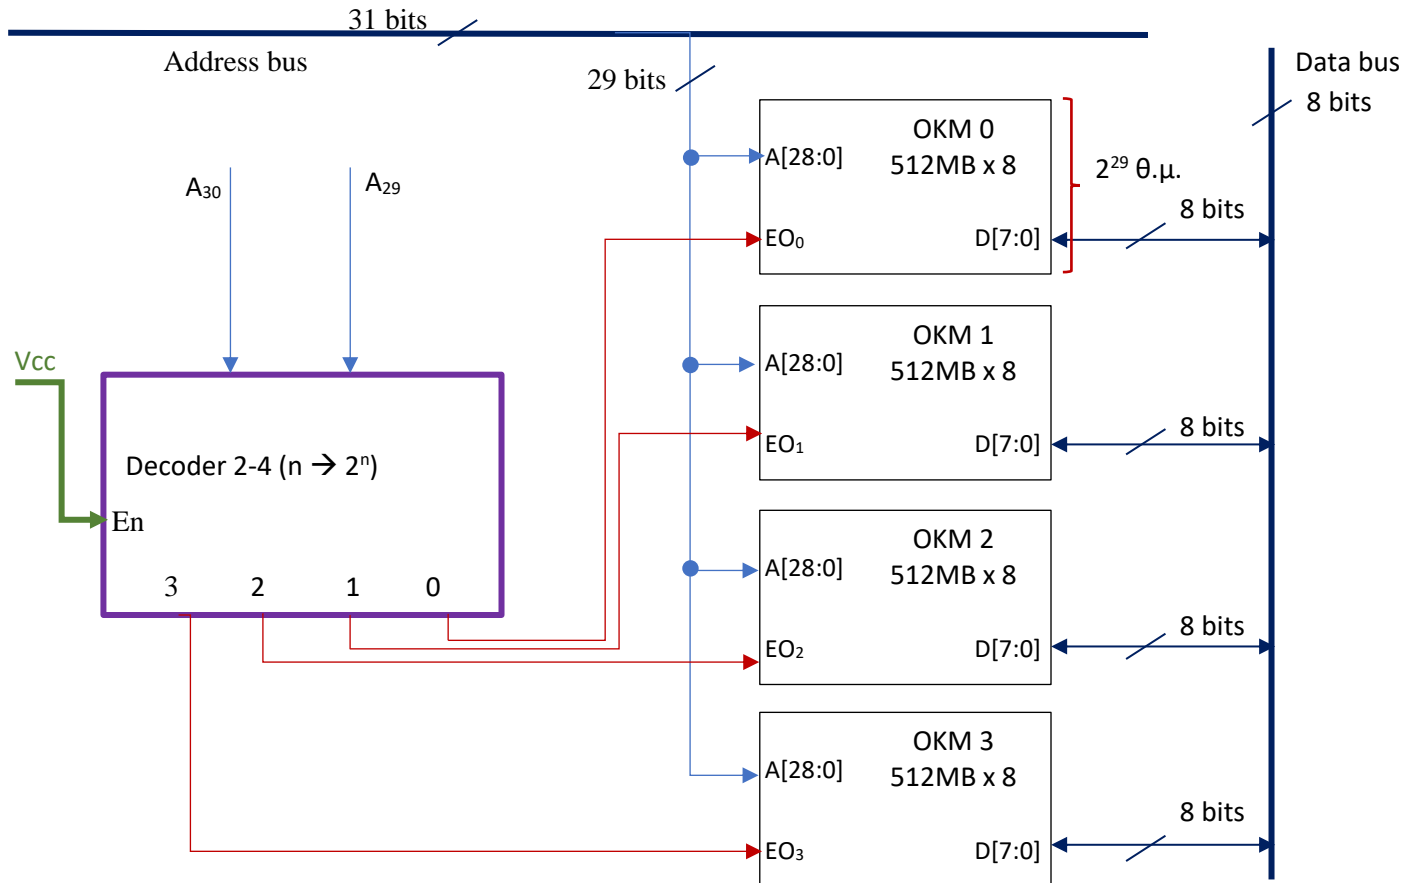 31 bits
Address bus
Data bus
8 bits
29 bits
OKM 0
512MB x 8
A[28:0]
2²⁹ θ.μ.
A₃₀
A₂₉
8 bits
EO₀
D[7:0]
OKM 1
512MB x 8
A[28:0]
Vcc
8 bits
EO₁
D[7:0]
Decoder 2-4 (n → 2ⁿ)
En
OKM 2
512MB x 8
A[28:0]
3 2 1 0
8 bits
EO₂
D[7:0]
OKM 3
512MB x 8
A[28:0]
8 bits
EO₃
D[7:0]